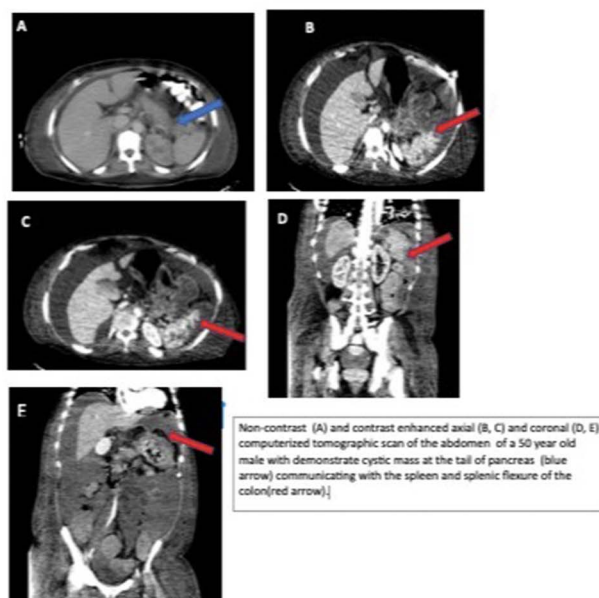 A
B
C
D
E
Non-contrast (A) and contrast enhanced axial (B, C) and coronal (D, E)
computerized tomographic scan of the abdomen of a 50 year old
male with demonstrate cystic mass at the tail of pancreas (blue
arrow) communicating with the spleen and splenic flexure of the
colon(red arrow).